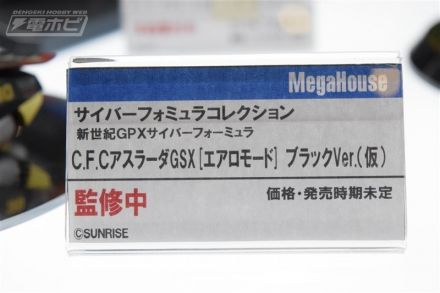 DENGEKI HOBBY WEB
電ホビ
MegaHouse
サイバーフォーミュラコレクション
新世紀GPXサイバーフォーミュラ
C.F.CアスラーダGSX[エアロモード] ブラックVer.(仮)
監修中
価格・発売時期未定
©SUNRISE